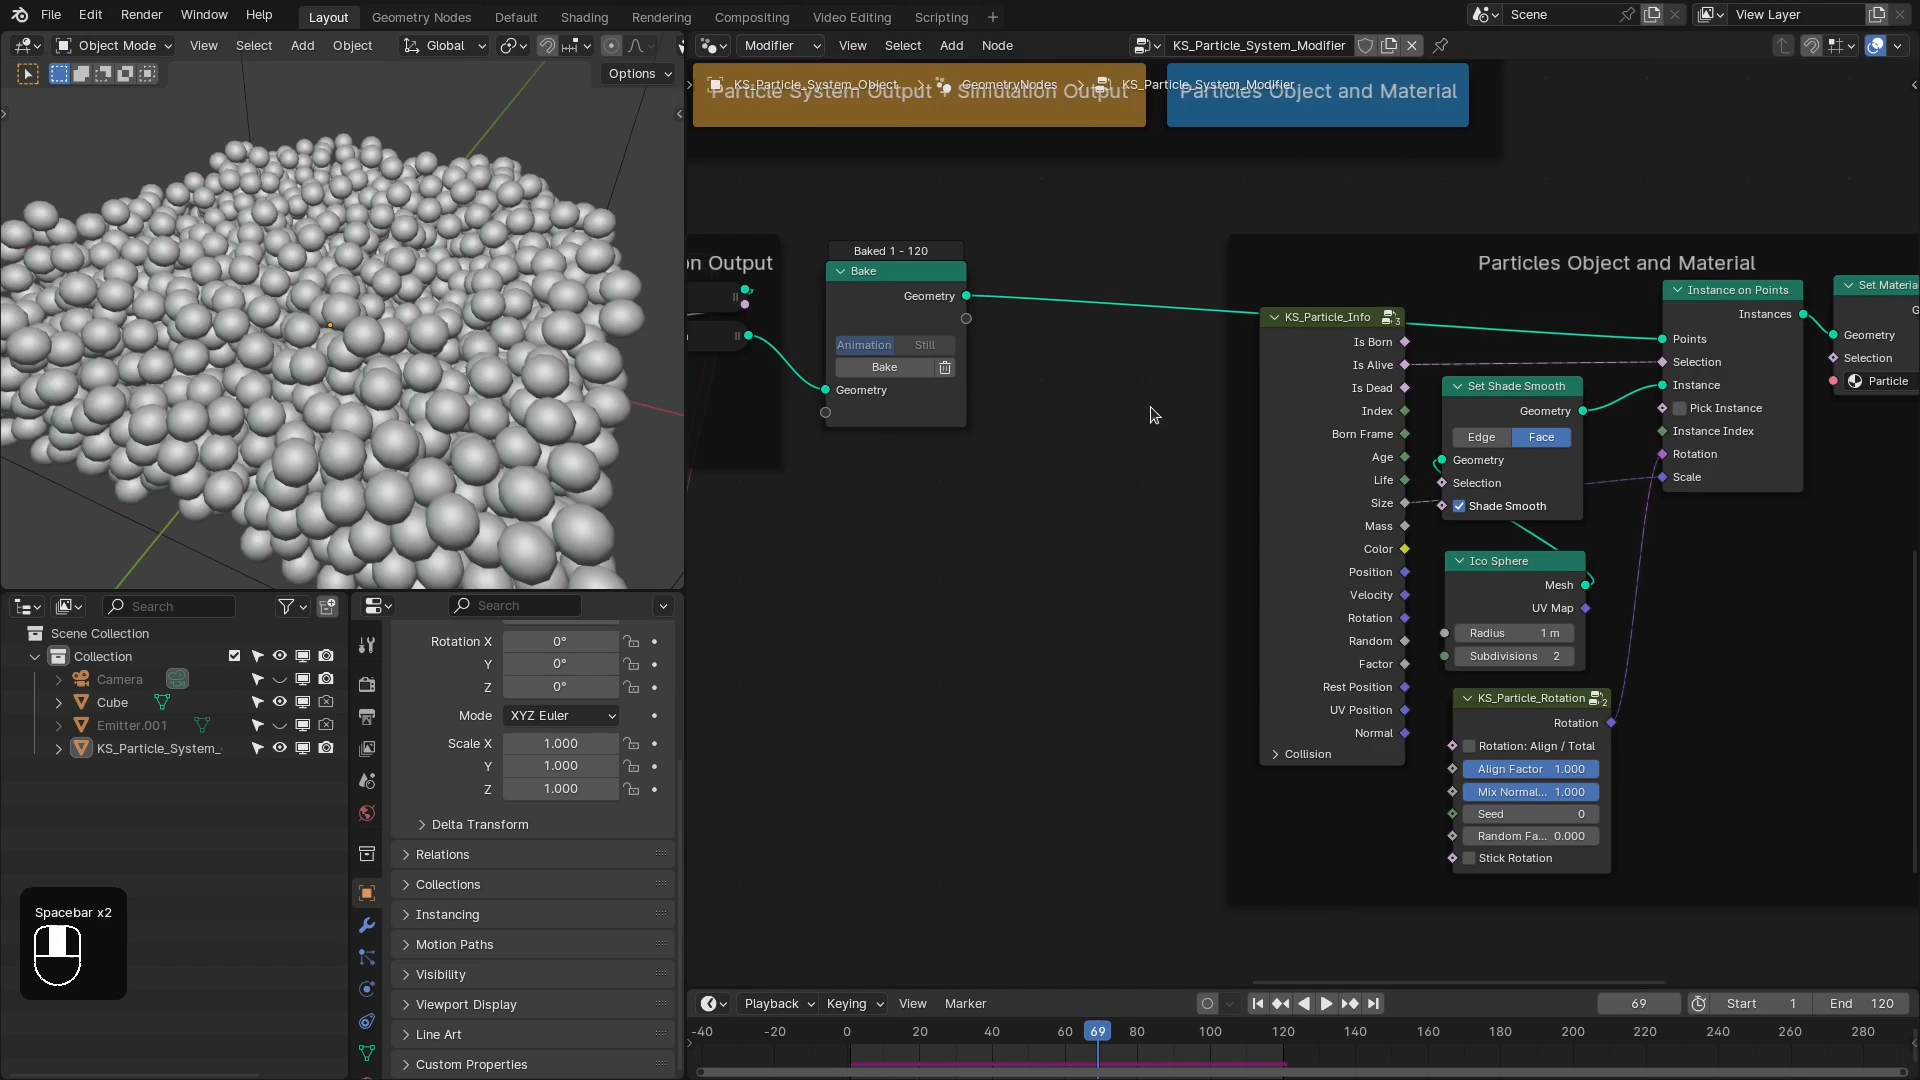 File Edit Render Window Help
Layout Geometry Nodes Default Shading Rendering Compositing Video Editing Scripting
Scene
View Layer
Object Mode View Select Add Object Global
Options
Modifier View Select Add Node
KS_Particle_System_Modifier
KS_Particle_System_Object GeometryNodes KS_Particle_System_Modifier
Particle System Output
Simulation Output
Particles Object and Material
on Output
Baked 1 - 120
Bake
Geometry
Animation Still
Bake
Geometry
Particles Object and Material
KS_Particle_Info 3
Is Born
Is Alive
Is Dead
Index
Born Frame
Age
Life
Size
Mass
Color
Position
Velocity
Rotation
Random
Factor
Rest Position
UV Position
Normal
Collision
Set Shade Smooth
Geometry
Edge Face
Geometry
Selection
Shade Smooth
Ico Sphere
Mesh
UV Map
Radius 1 m
Subdivisions 2
KS_Particle_Rotation 2
Rotation
Rotation: Align / Total
Align Factor 1.000
Mix Normal... 1.000
Seed 0
Random Fa... 0.000
Stick Rotation
Instance on Points
Instances
Points
Selection
Instance
Pick Instance
Instance Index
Rotation
Scale
Set Materia
G
Geometry
Selection
Particle
Search
Scene Collection
Collection
Camera
Cube
Emitter.001
KS_Particle_System_
Spacebar x2
Search
Rotation X 0°
Y 0°
Z 0°
Mode XYZ Euler
Scale X 1.000
Y 1.000
Z 1.000
Delta Transform
Relations
Collections
Instancing
Motion Paths
Visibility
Viewport Display
Line Art
Custom Properties
Playback Keying View Marker
69
Start 1
End 120
-40 -20 0 20 40 60 69 80 100 120 140 160 180 200 220 240 260 280